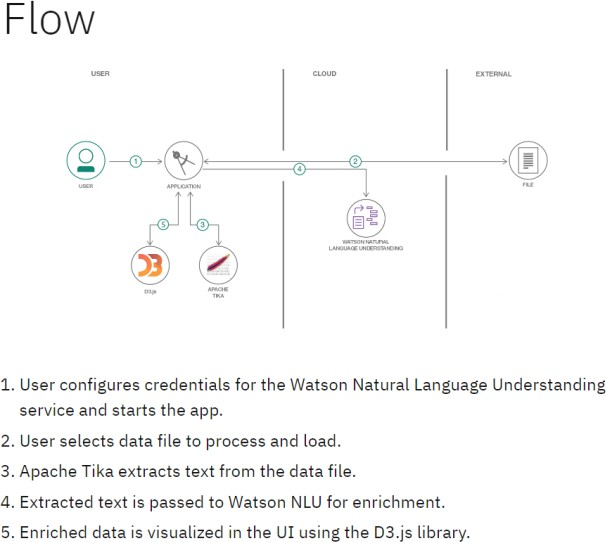 Flow
USER
CLOUD
EXTERNAL
1
2
4
USER
APPLICATION
FILE
5
3
WATSON NATURAL
LANGUAGE UNDERSTANDING
D3.js
APACHE
TIKA
1. User configures credentials for the Watson Natural Language Understanding
service and starts the app.
2. User selects data file to process and load.
3. Apache Tika extracts text from the data file.
4. Extracted text is passed to Watson NLU for enrichment.
5. Enriched data is visualized in the UI using the D3.js library.